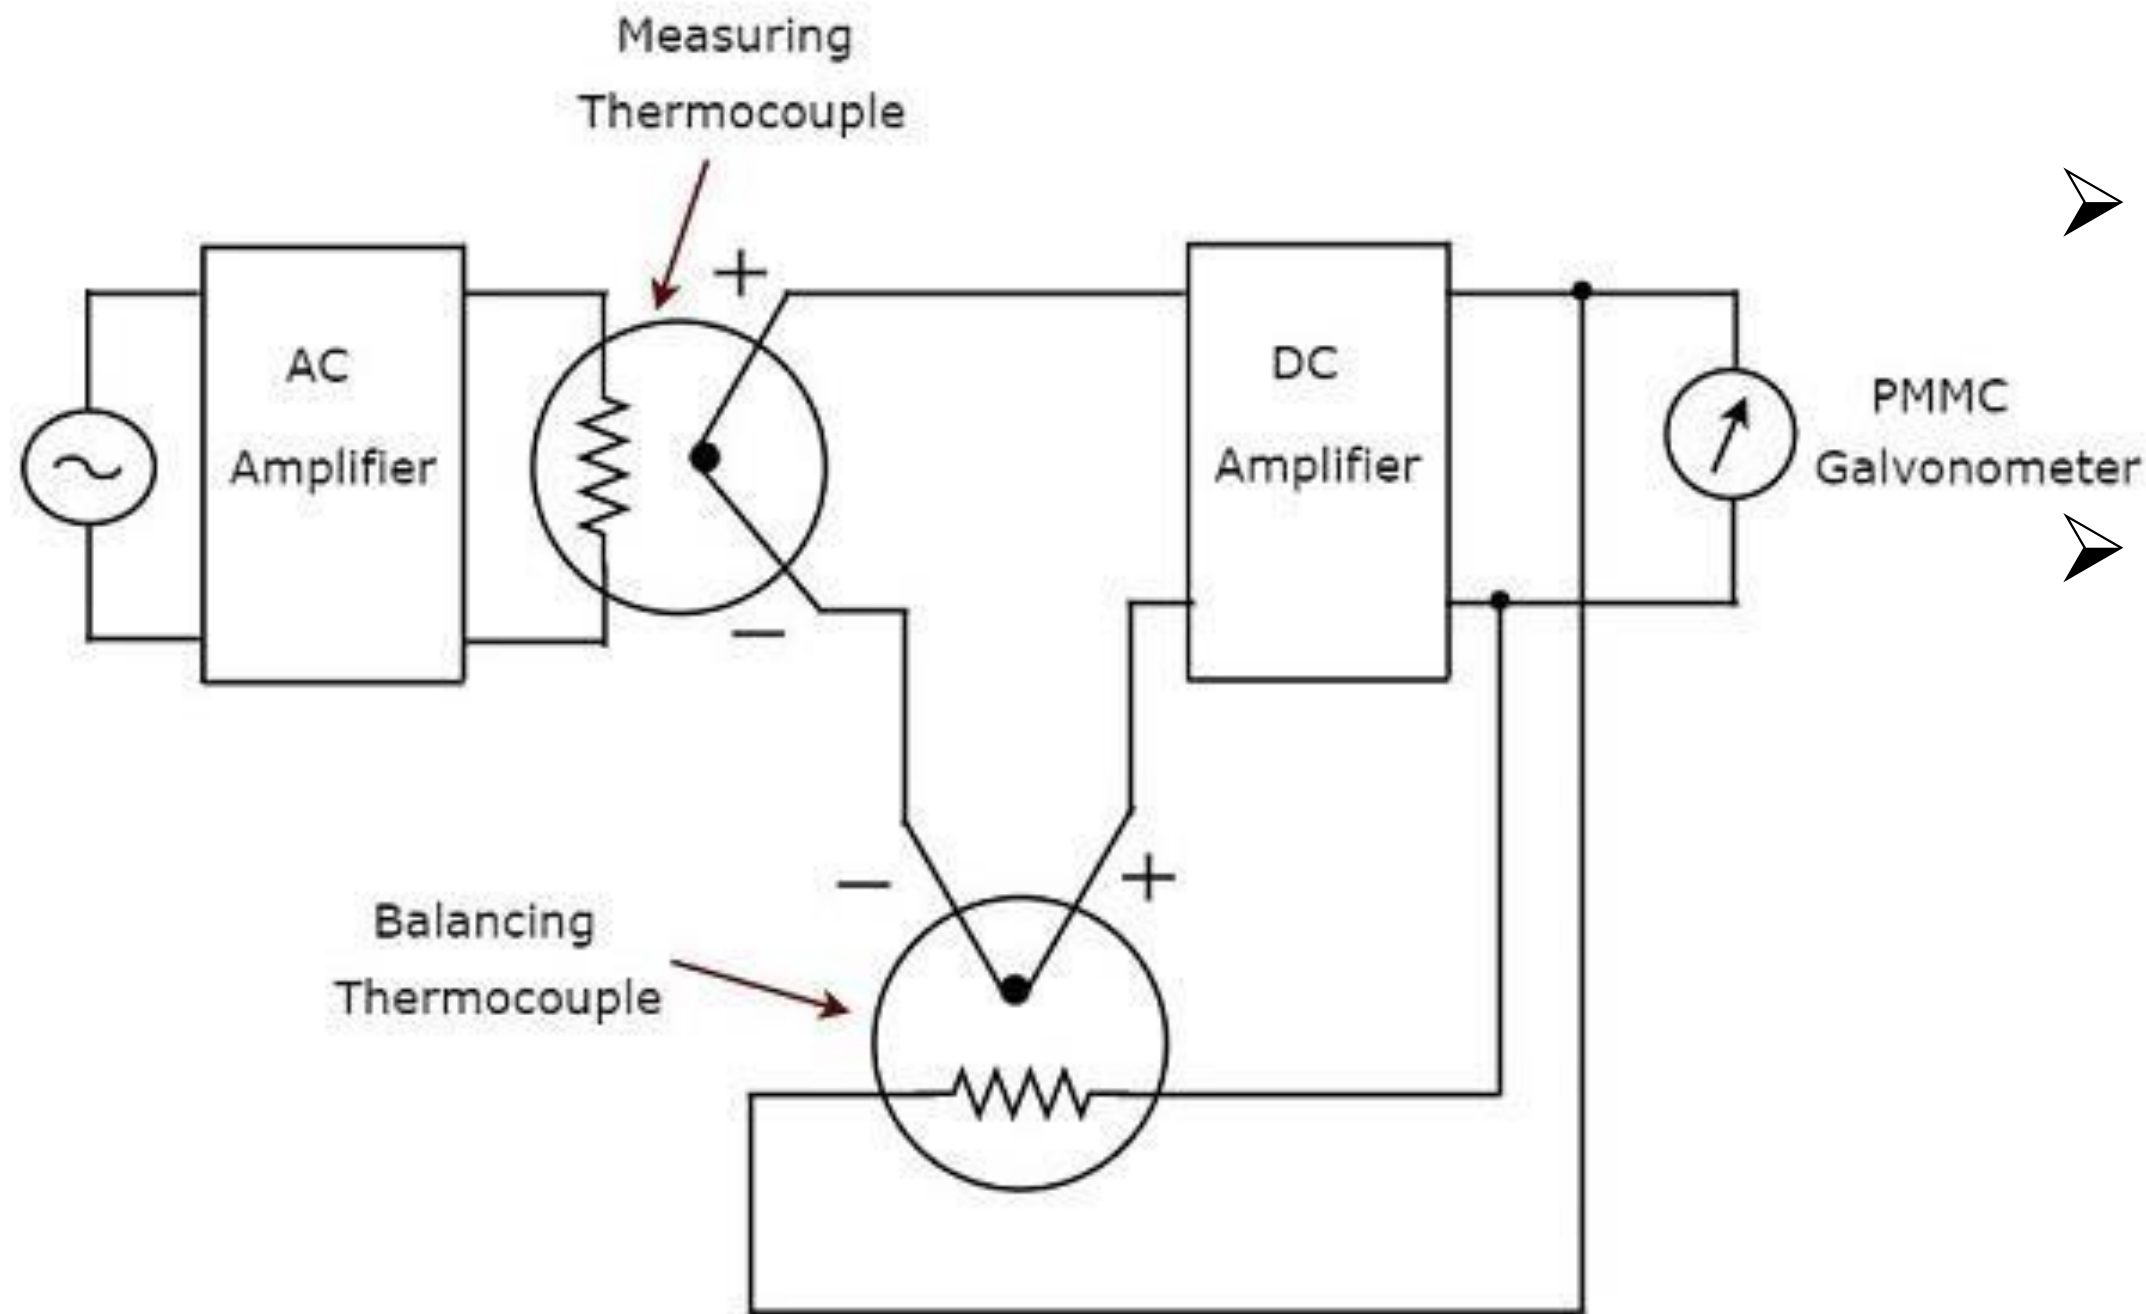 Measuring
Thermocouple
+
AC
Amplifier
−
DC
Amplifier
PMMC
Galvonometer
−
+
Balancing
Thermocouple